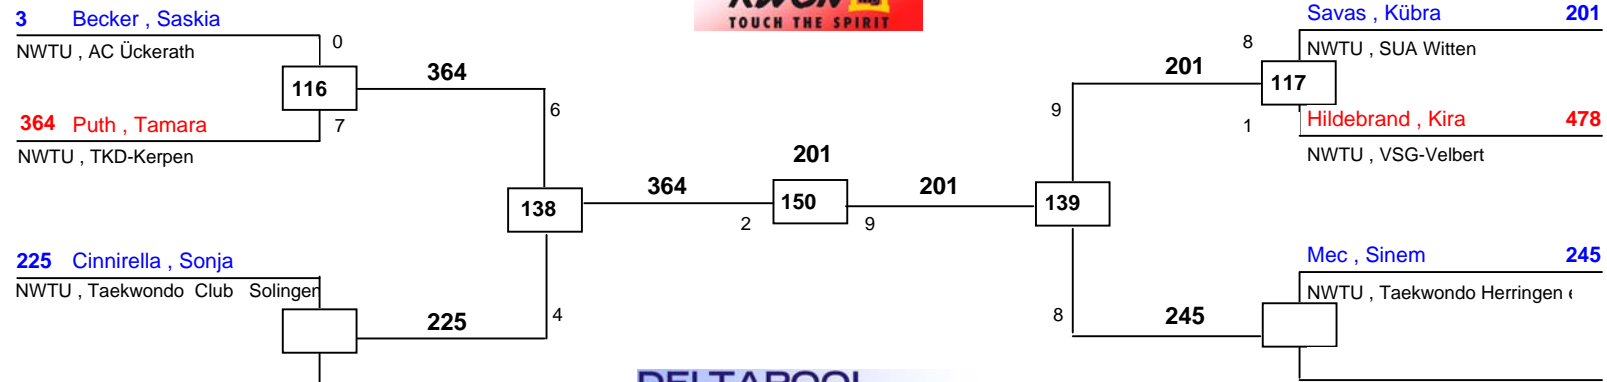 3 Becker , Saskia
NWTU , AC Ückerath
0
116
364
364 Puth , Tamara
7
NWTU , TKD-Kerpen
6
138
364
225 Cinnirella , Sonja
NWTU , Taekwondo Club Solingen
225
4
KWON
TOUCH THE SPIRIT
201
150
2
9
201
139
9
201
8
117
1
Savas , Kübra 201
NWTU , SUA Witten
Hildebrand , Kira 478
NWTU , VSG-Velbert
8
245
Mec , Sinem 245
NWTU , Taekwondo Herringen
DELTAPOOL